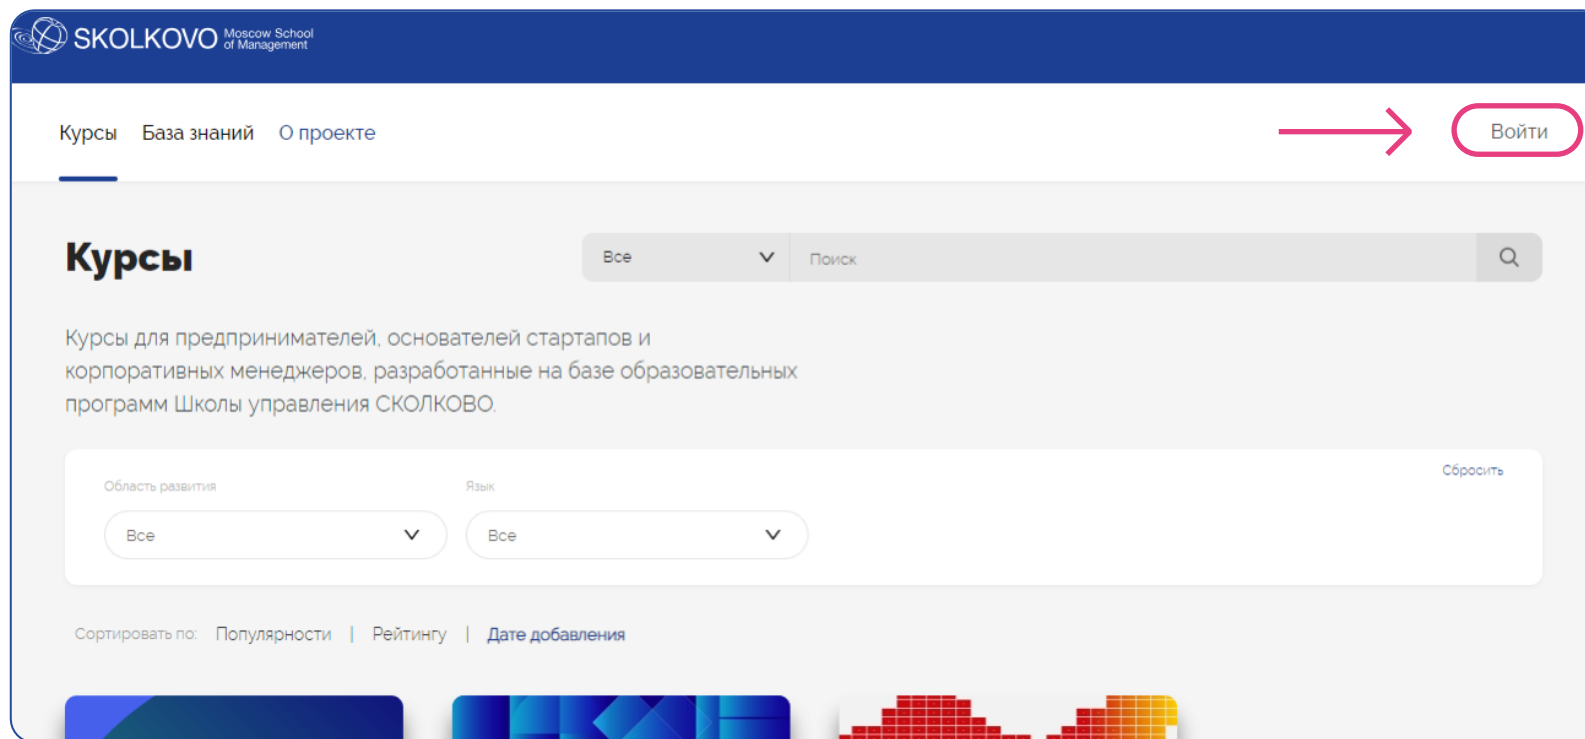 SKOLKOVO Moscow School of Management
Курсы База знаний О проекте
Войти
Курсы
Все
Поиск
Курсы для предпринимателей, основателей стартапов и
корпоративных менеджеров, разработанные на базе образовательных
программ Школы управления СКОЛКОВО.
Сбросить
Область развития
Язык
Все
Все
Сортировать по: Популярности | Рейтингу | Дате добавления